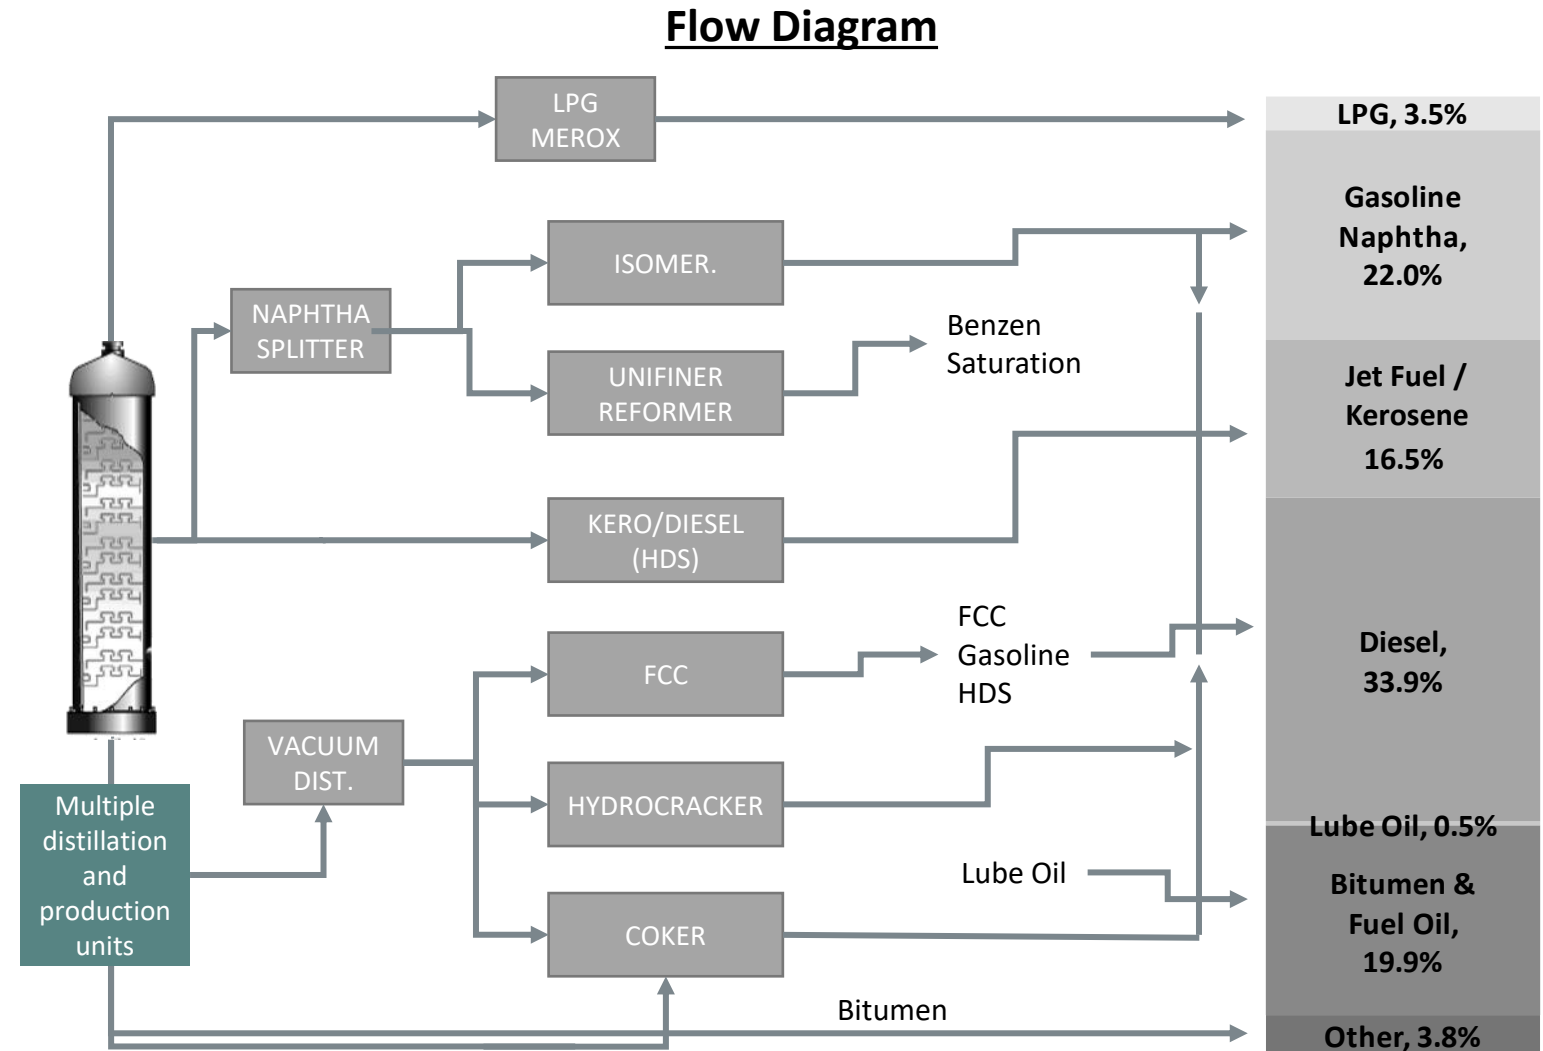 Flow Diagram
LPG
MEROX
LPG, 3.5%
Gasoline
Naphtha,
22.0%
ISOMER.
NAPHTHA
SPLITTER
Benzen
Saturation
UNIFINER
REFORMER
Jet Fuel /
Kerosene
16.5%
KERO/DIESEL
(HDS)
FCC
Gasoline
HDS
FCC
Diesel,
33.9%
VACUUM
DIST.
HYDROCRACKER
Multiple
distillation
and
production
units
Lube Oil, 0.5%
Lube Oil
Bitumen &
Fuel Oil,
19.9%
COKER
Bitumen
Other, 3.8%